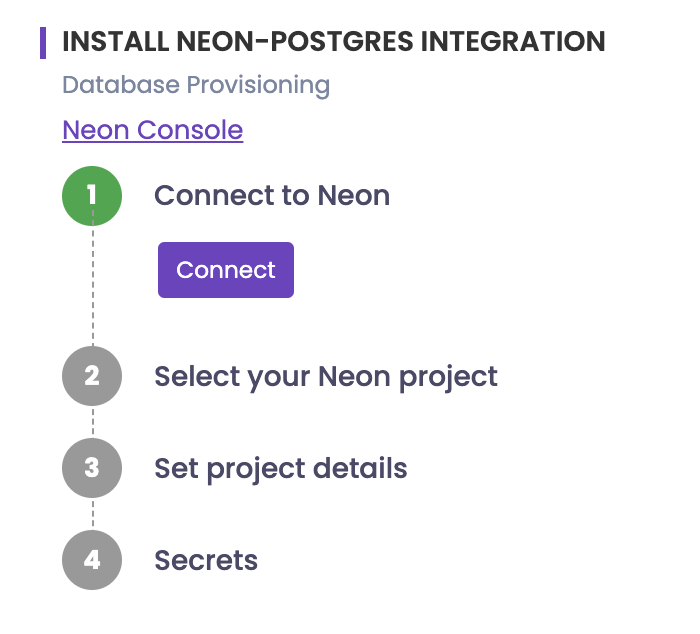 INSTALL NEON-POSTGRES INTEGRATION
Database Provisioning
Neon Console
1 Connect to Neon
Connect
2 Select your Neon project
3 Set project details
4 Secrets